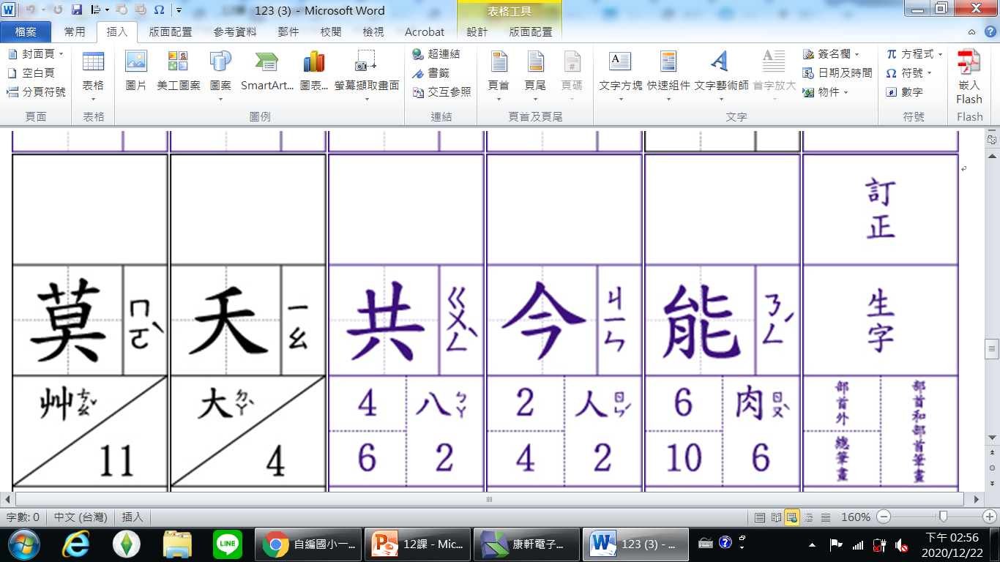 123 (3) - Microsoft Word
表格工具
檔案 常用 插入 版面配置 參考資料 郵件 校閱 檢視 Acrobat 設計 版面配置
封面頁
空白頁
分頁符號
頁面
表格
表格
圖片 美工圖案 圖案 SmartArt... 圖表... 螢幕擷取畫面
圖例
超連結
書籤
交互參照
連結
頁首 頁尾 頁碼
頁首及頁尾
文字方塊 快速組件 文字藝術師 首字放大
簽名欄
日期及時間
物件
文字
方程式
符號
數字
符號
嵌入
Flash
Flash
訂正
生字
部首和部首筆畫
部首外
總筆畫
能 ㄋㄥˊ
6 肉 ㄖㄡˋ
10 6
今 ㄐㄧㄣ
2 人 ㄖㄣˊ
4 2
共 ㄍㄨㄥˋ
4 八 ㄅㄚ
6 2
夭 ㄧㄠ
大 ㄉㄚˋ
4
莫 ㄇㄛˋ
艸 ㄘㄠˇ
11
字數: 0 中文 (台灣) 插入 160%
自編國小一... 12課 - Mic... 康軒電子... 123 (3) - ...
LINE
下午 02:56
2020/12/22